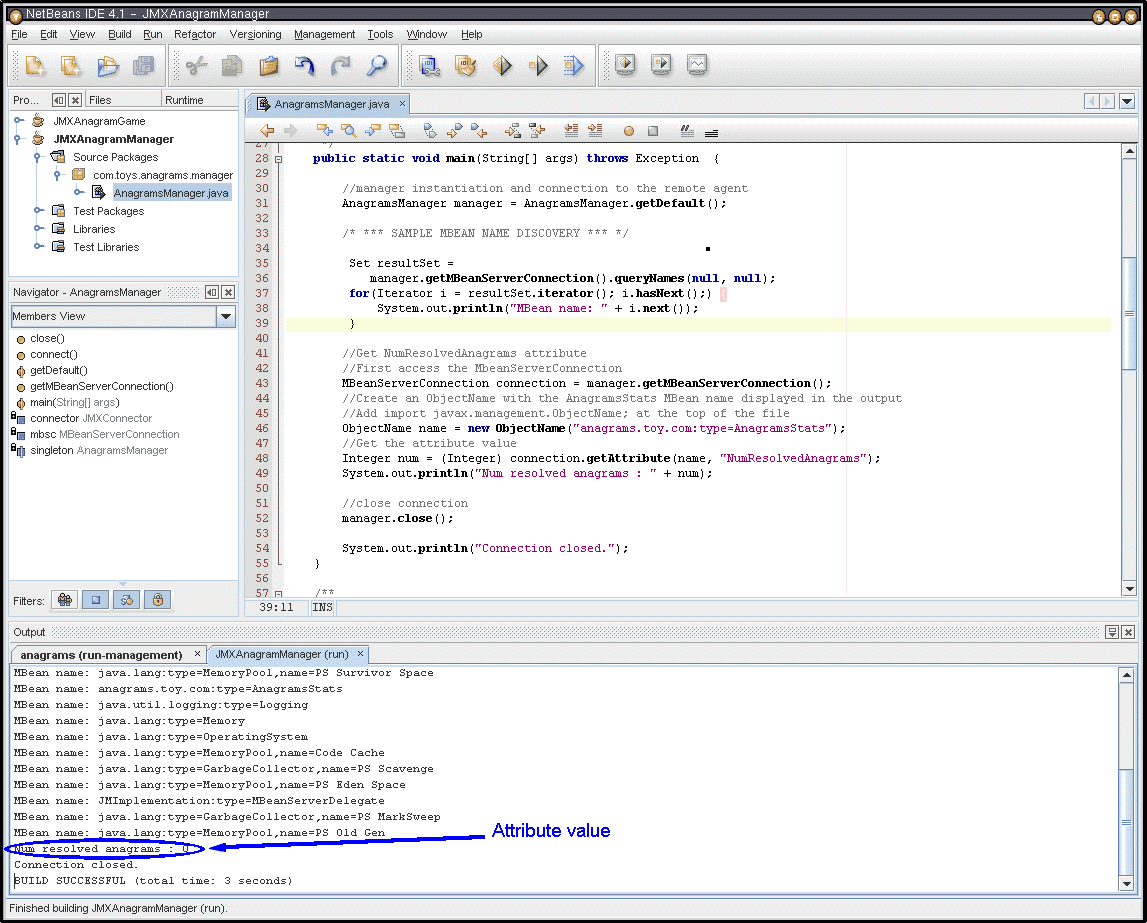 NetBeans IDE 4.1 - JMXAnagramManager
File Edit View Build Run Refactor Versioning Management Tools Window Help
Pro... Files Runtime
JMXAnagramGame
JMXAnagramManager
Source Packages
com.toys.anagrams.manager
AnagramsManager.java
Test Packages
Libraries
Test Libraries
Navigator - AnagramsManager
Members View
close()
connect()
getDefault()
getMBeanServerConnection()
main(String[] args)
connector JMXConnector
mbsc MBeanServerConnection
singleton AnagramsManager
Filters:
AnagramsManager.java
27 */
28 public static void main(String[] args) throws Exception {
29
30 //manager instantiation and connection to the remote agent
31 AnagramsManager manager = AnagramsManager.getDefault();
32
33 /* *** SAMPLE MBEAN NAME DISCOVERY *** */
34
35 Set resultSet =
36 manager.getMBeanServerConnection().queryNames(null, null);
37 for(Iterator i = resultSet.iterator(); i.hasNext();) {
38 System.out.println("MBean name: " + i.next());
39 }
40
41 //Get NumResolvedAnagrams attribute
42 //First access the MbeanServerConnection
43 MBeanServerConnection connection = manager.getMBeanServerConnection();
44 //Create an ObjectName with the AnagramsStats MBean name displayed in the output
45 //Add import javax.management.ObjectName; at the top of the file
46 ObjectName name = new ObjectName("anagrams.toy.com:type=AnagramsStats");
47 //Get the attribute value
48 Integer num = (Integer) connection.getAttribute(name, "NumResolvedAnagrams");
49 System.out.println("Num resolved anagrams : " + num);
50
51 //close connection
52 manager.close();
53
54 System.out.println("Connection closed.");
55 }
56
57 /**
39:11 INS
Output
anagrams (run-management) JMXAnagramManager (run)
MBean name: java.lang:type=MemoryPool,name=PS Survivor Space
MBean name: anagrams.toy.com:type=AnagramsStats
MBean name: java.util.logging:type=Logging
MBean name: java.lang:type=Memory
MBean name: java.lang:type=OperatingSystem
MBean name: java.lang:type=MemoryPool,name=Code Cache
MBean name: java.lang:type=GarbageCollector,name=PS Scavenge
MBean name: java.lang:type=MemoryPool,name=PS Eden Space
MBean name: JMImplementation:type=MBeanServerDelegate
MBean name: java.lang:type=GarbageCollector,name=PS MarkSweep
MBean name: java.lang:type=MemoryPool,name=PS Old Gen
Attribute value
Num resolved anagrams : 0
Connection closed.
BUILD SUCCESSFUL (total time: 3 seconds)
Finished building JMXAnagramManager (run).